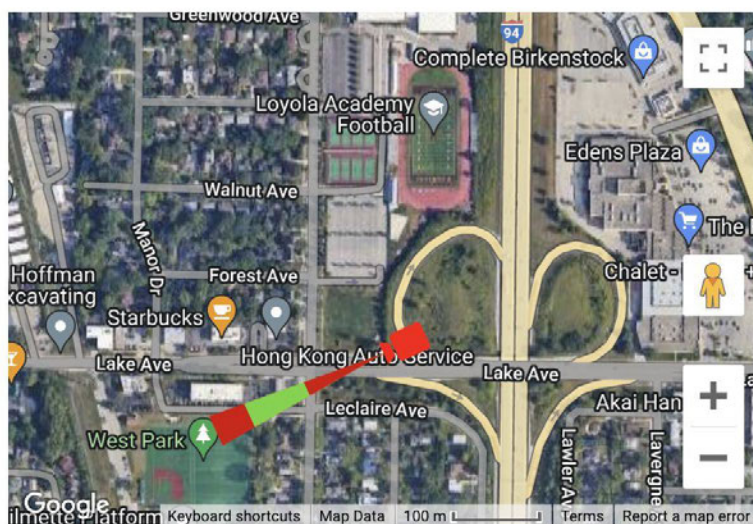 Greenwood Ave
94
Complete Birkenstock
Loyola Academy
Football
Edens Plaza
Walnut Ave
Manor Dr
The
Hoffman
xcavating
Forest Ave
Chalet -
Starbucks
Lake Ave
Hong Kong Auto Service
Lake Ave
Leclaire Ave
Akai Han
West Park
Lawler Av
Lavergne
Google
ilmette Platform
Keyboard shortcuts
Map Data
100 m
Terms
Report a map error